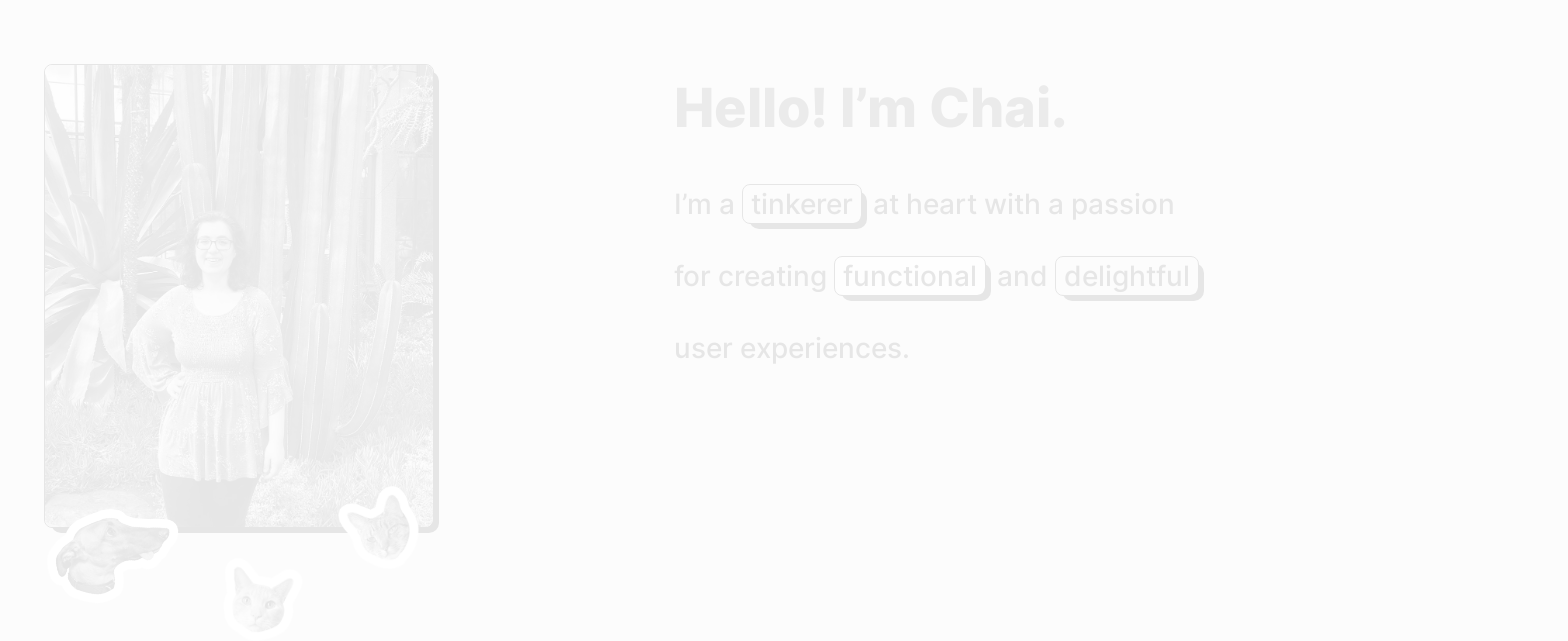 Hello! I’m Chai.
I’m a tinkerer at heart with a passion
for creating functional and delightful
user experiences.